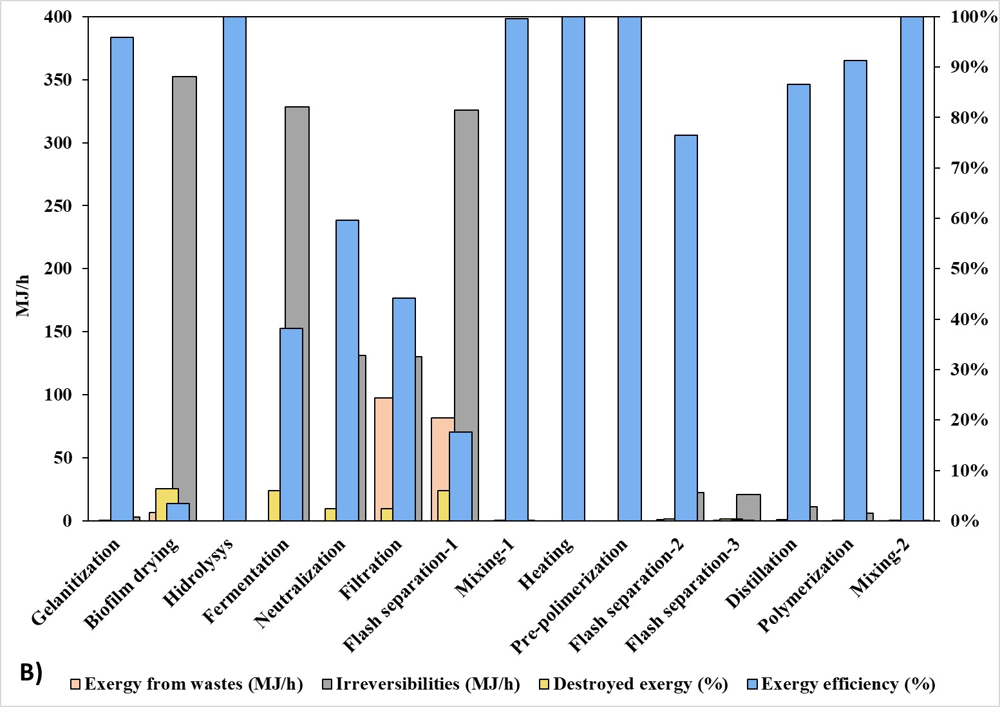 400
350
300
250
200
150
100
50
0
MJ/h
100%
90%
80%
70%
60%
50%
40%
30%
20%
10%
0%
Gelanitization
Biofilm drying
Hidrolysys
Fermentation
Neutralization
Filtration
Flash separation-1
Mixing-1
Heating
Pre-polimerization
Flash separation-2
Flash separation-3
Distillation
Polymerization
Mixing-2
B)
Exergy from wastes (MJ/h) Irreversibilities (MJ/h) Destroyed exergy (%) Exergy efficiency (%)